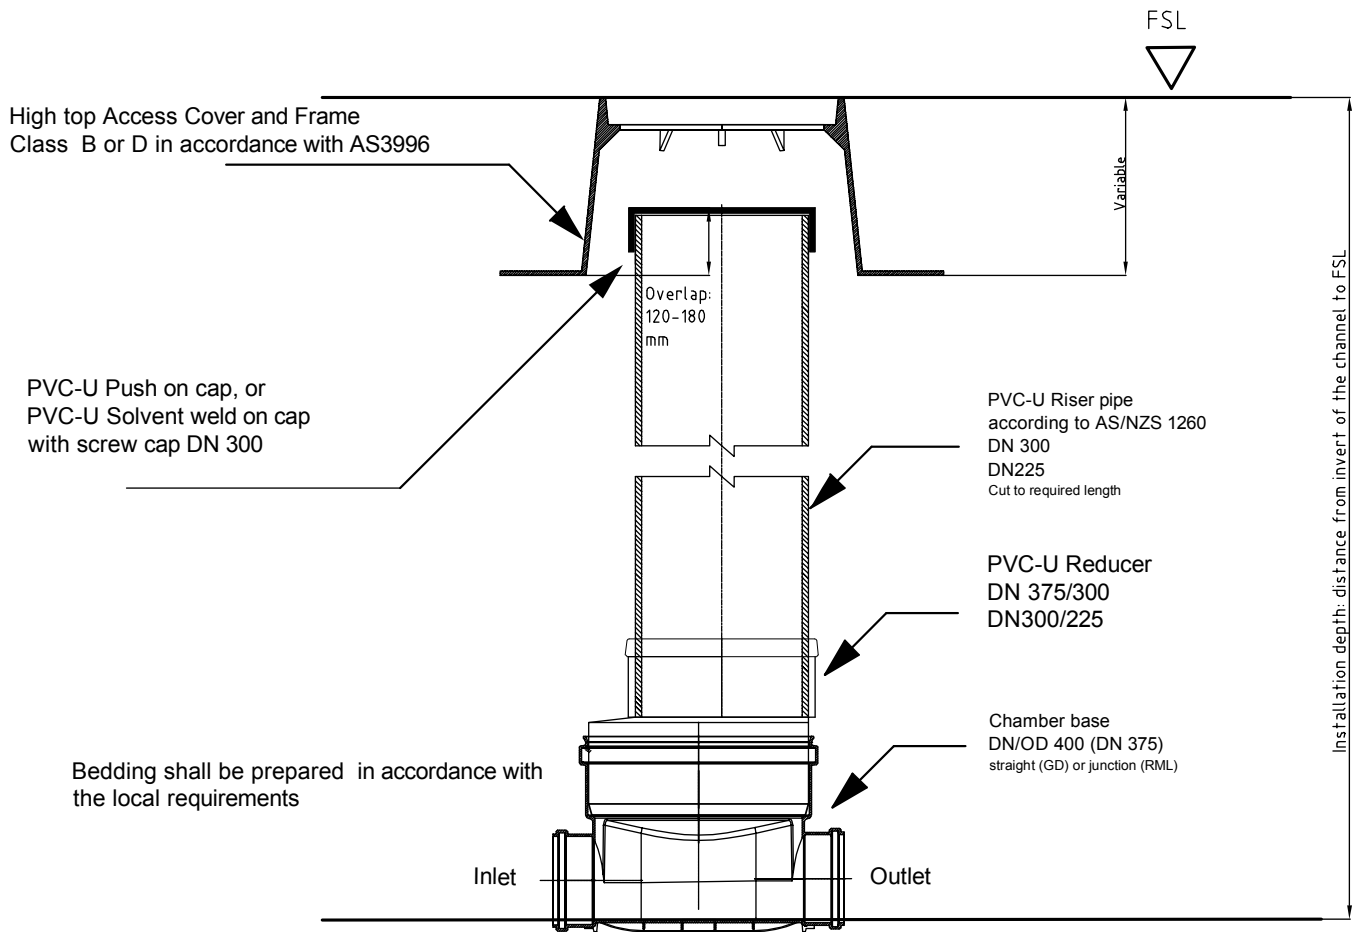 FSL
High top Access Cover and Frame
Class B or D in accordance with AS3996
Variable
Overlap:
120-180
mm
PVC-U Push on cap, or
PVC-U Solvent weld on cap
with screw cap DN 300
PVC-U Riser pipe
according to AS/NZS 1260
DN 300
DN225
Cut to required length
Installation depth: distance from invert of the channel to FSL
PVC-U Reducer
DN 375/300
DN300/225
Chamber base
DN/OD 400 (DN 375)
straight (GD) or junction (RML)
Bedding shall be prepared in accordance with
the local requirements
Inlet
Outlet